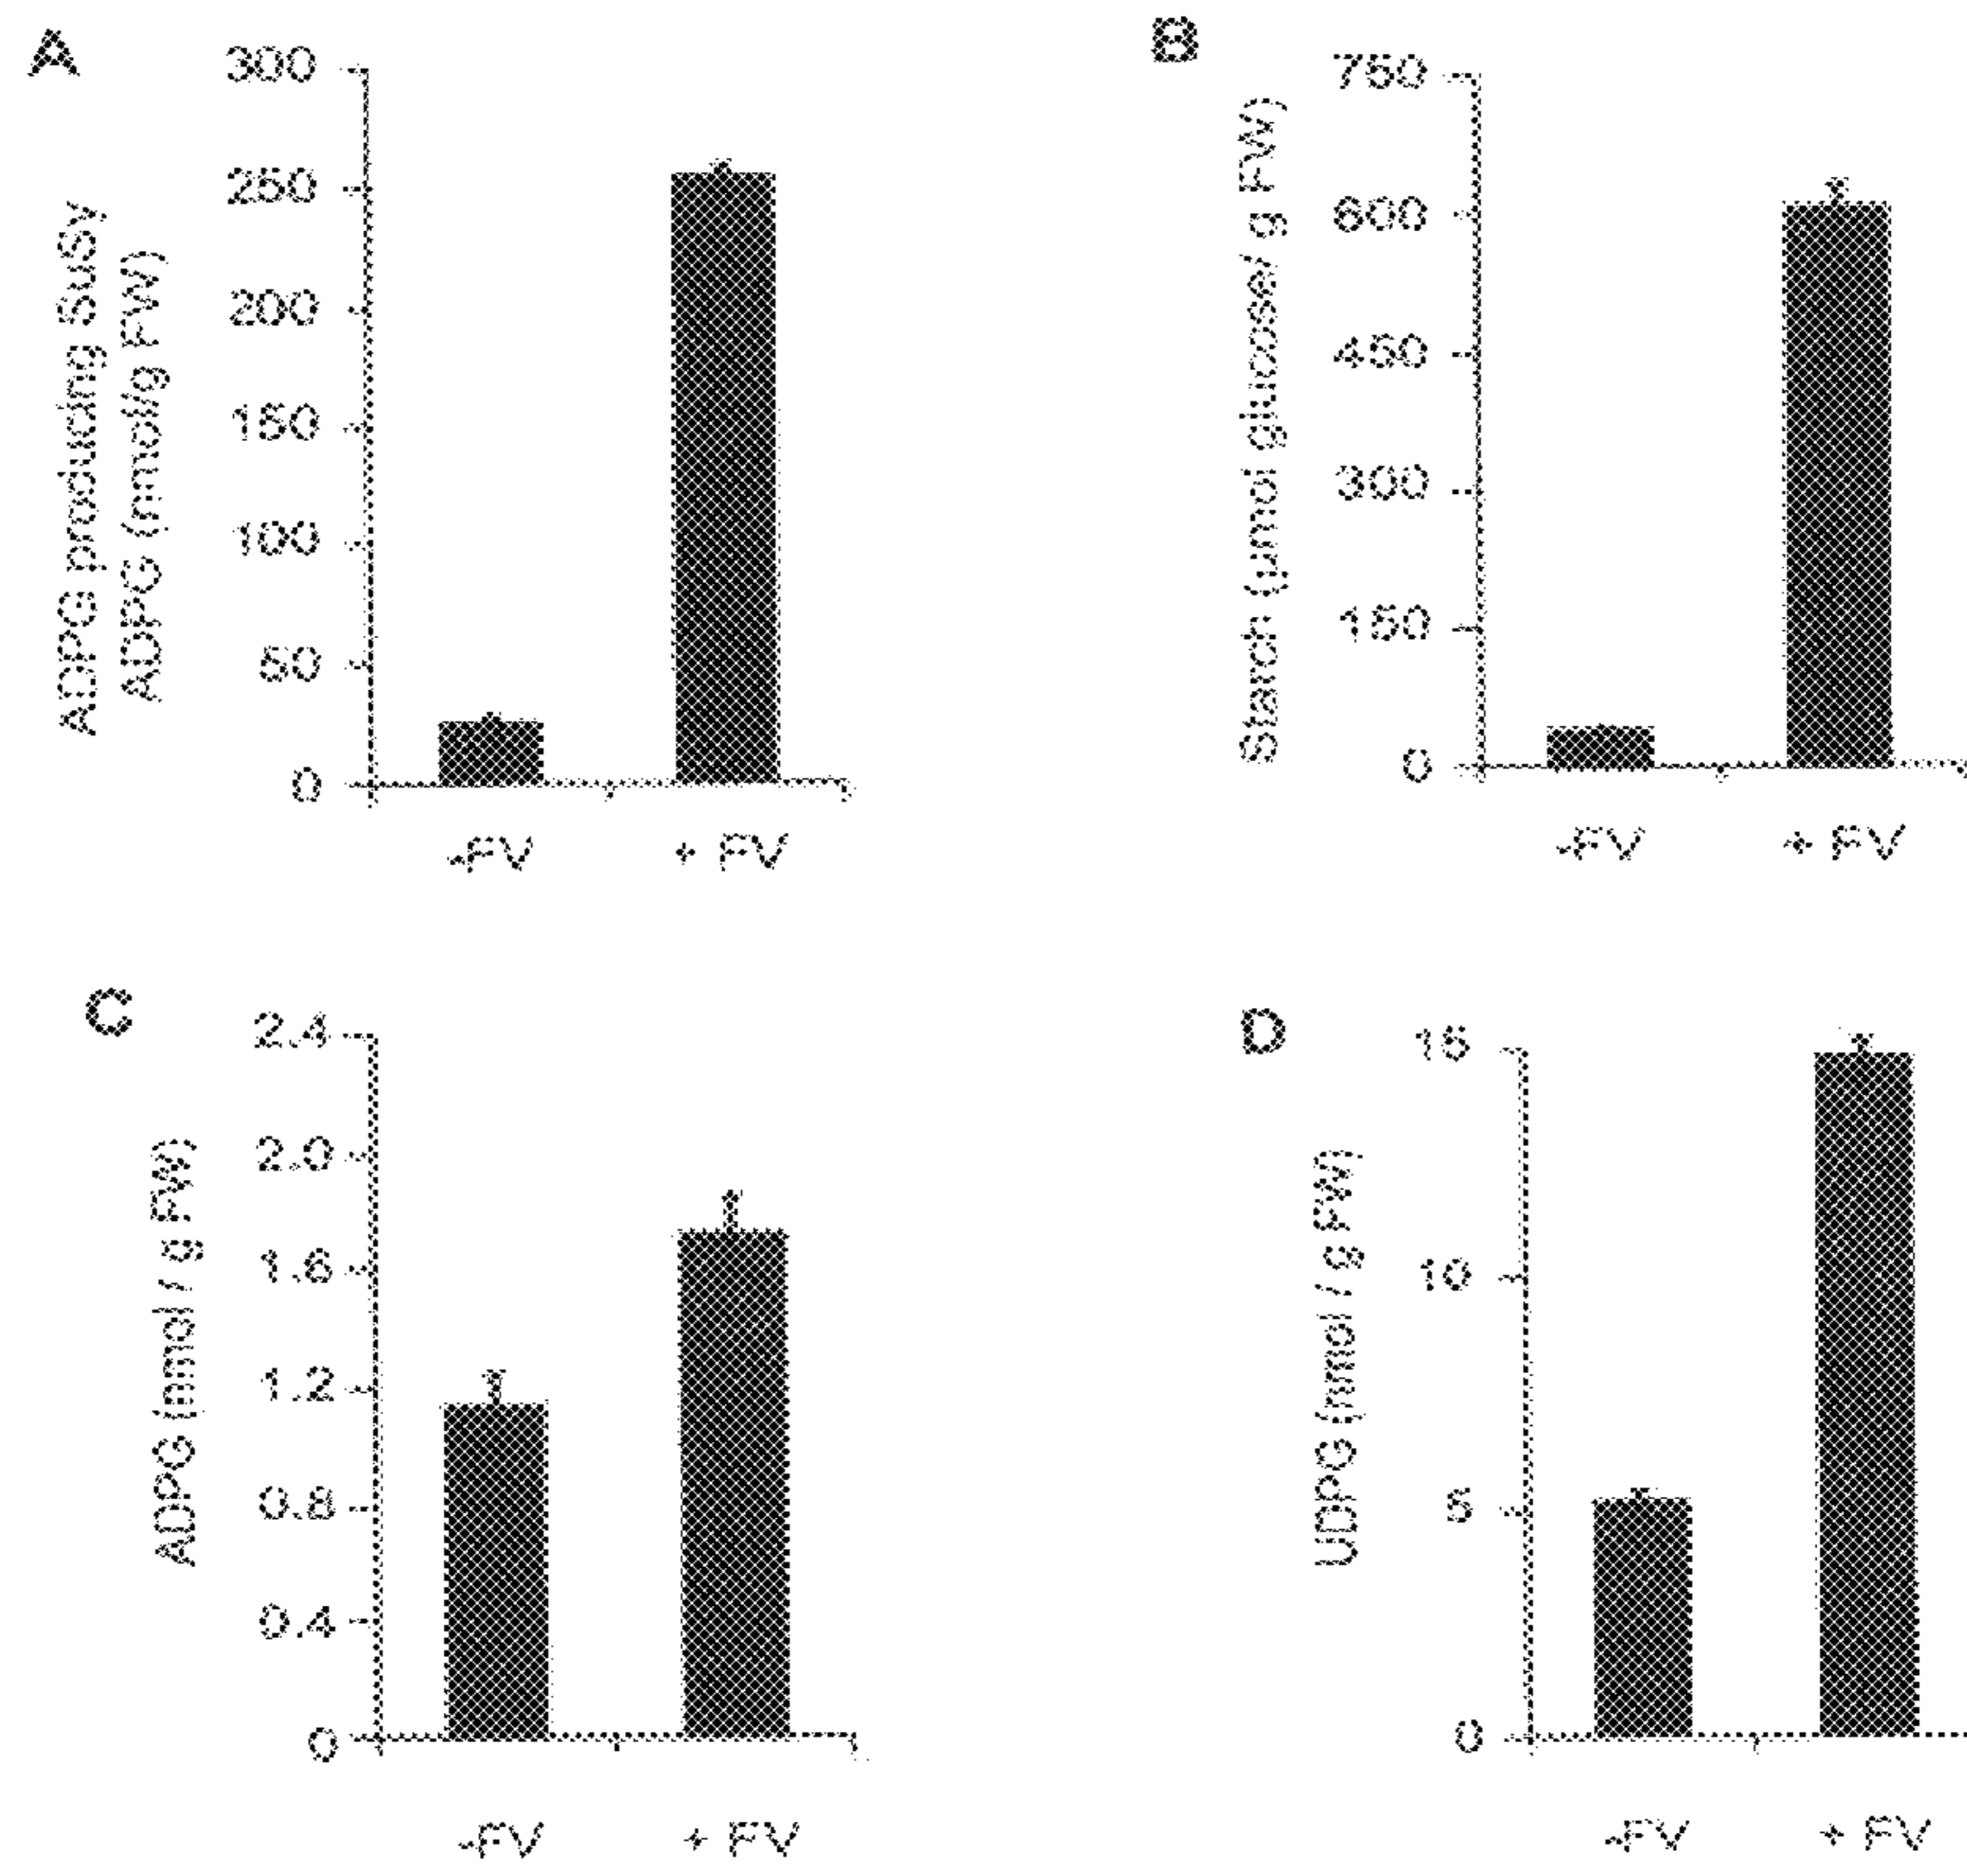 A
300
250
200
150
100
50
0
ADPG producing SuSy
ADPG (nmol/g FW)
-FV + FV
B
750
600
450
300
150
0
Starch (µmol glucose/ g FW)
-FV + FV
C
2.4
2.0
1.6
1.2
0.8
0.4
0
ADPG (nmol / g FW)
-FV + FV
D
15
10
5
0
UDPG (nmol / g FW)
-FV + FV